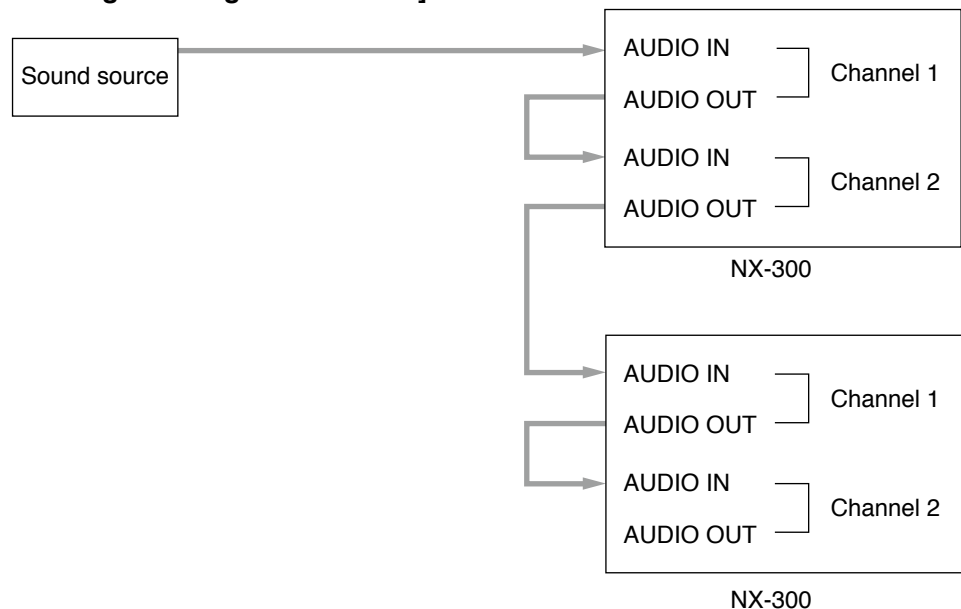 Sound source
AUDIO IN
AUDIO OUT
Channel 1
AUDIO IN
AUDIO OUT
Channel 2
NX-300
AUDIO IN
AUDIO OUT
Channel 1
AUDIO IN
AUDIO OUT
Channel 2
NX-300